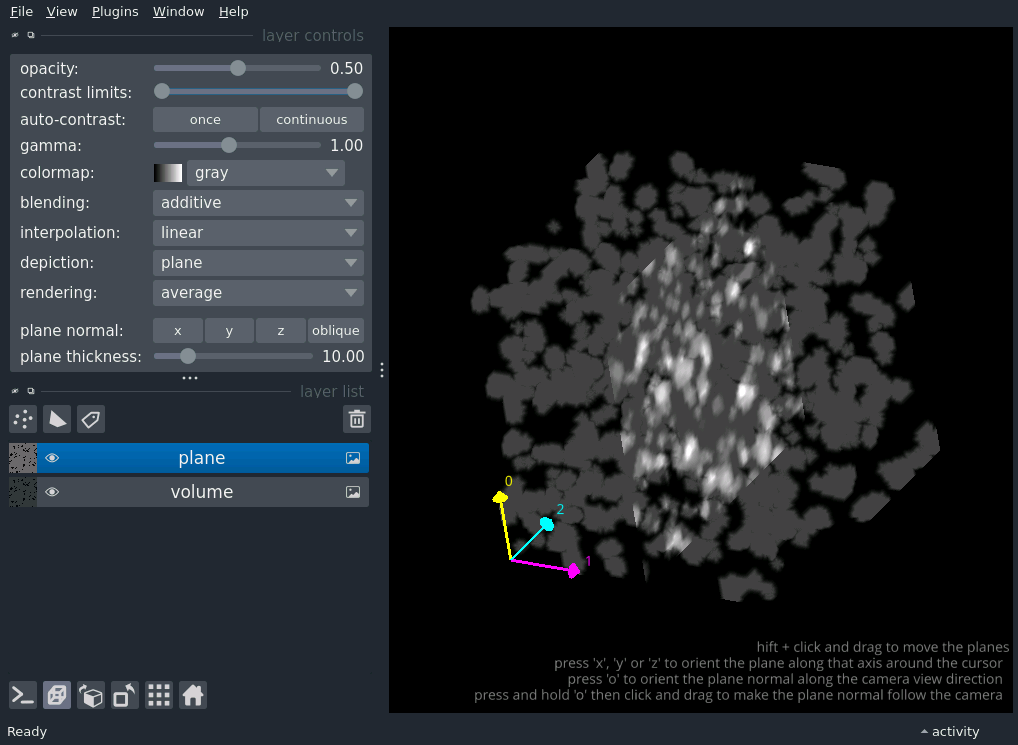 File View Plugins Window Help
layer controls
opacity: 0.50
contrast limits:
auto-contrast: once continuous
gamma: 1.00
colormap: gray
blending: additive
interpolation: linear
depiction: plane
rendering: average
plane normal: x y z oblique
plane thickness: 10.00
layer list
plane
volume
0
2
1
hift + click and drag to move the planes
press 'x', 'y' or 'z' to orient the plane along that axis around the cursor
press 'o' to orient the plane normal along the camera view direction
press and hold 'o' then click and drag to make the plane normal follow the camera
Ready activity